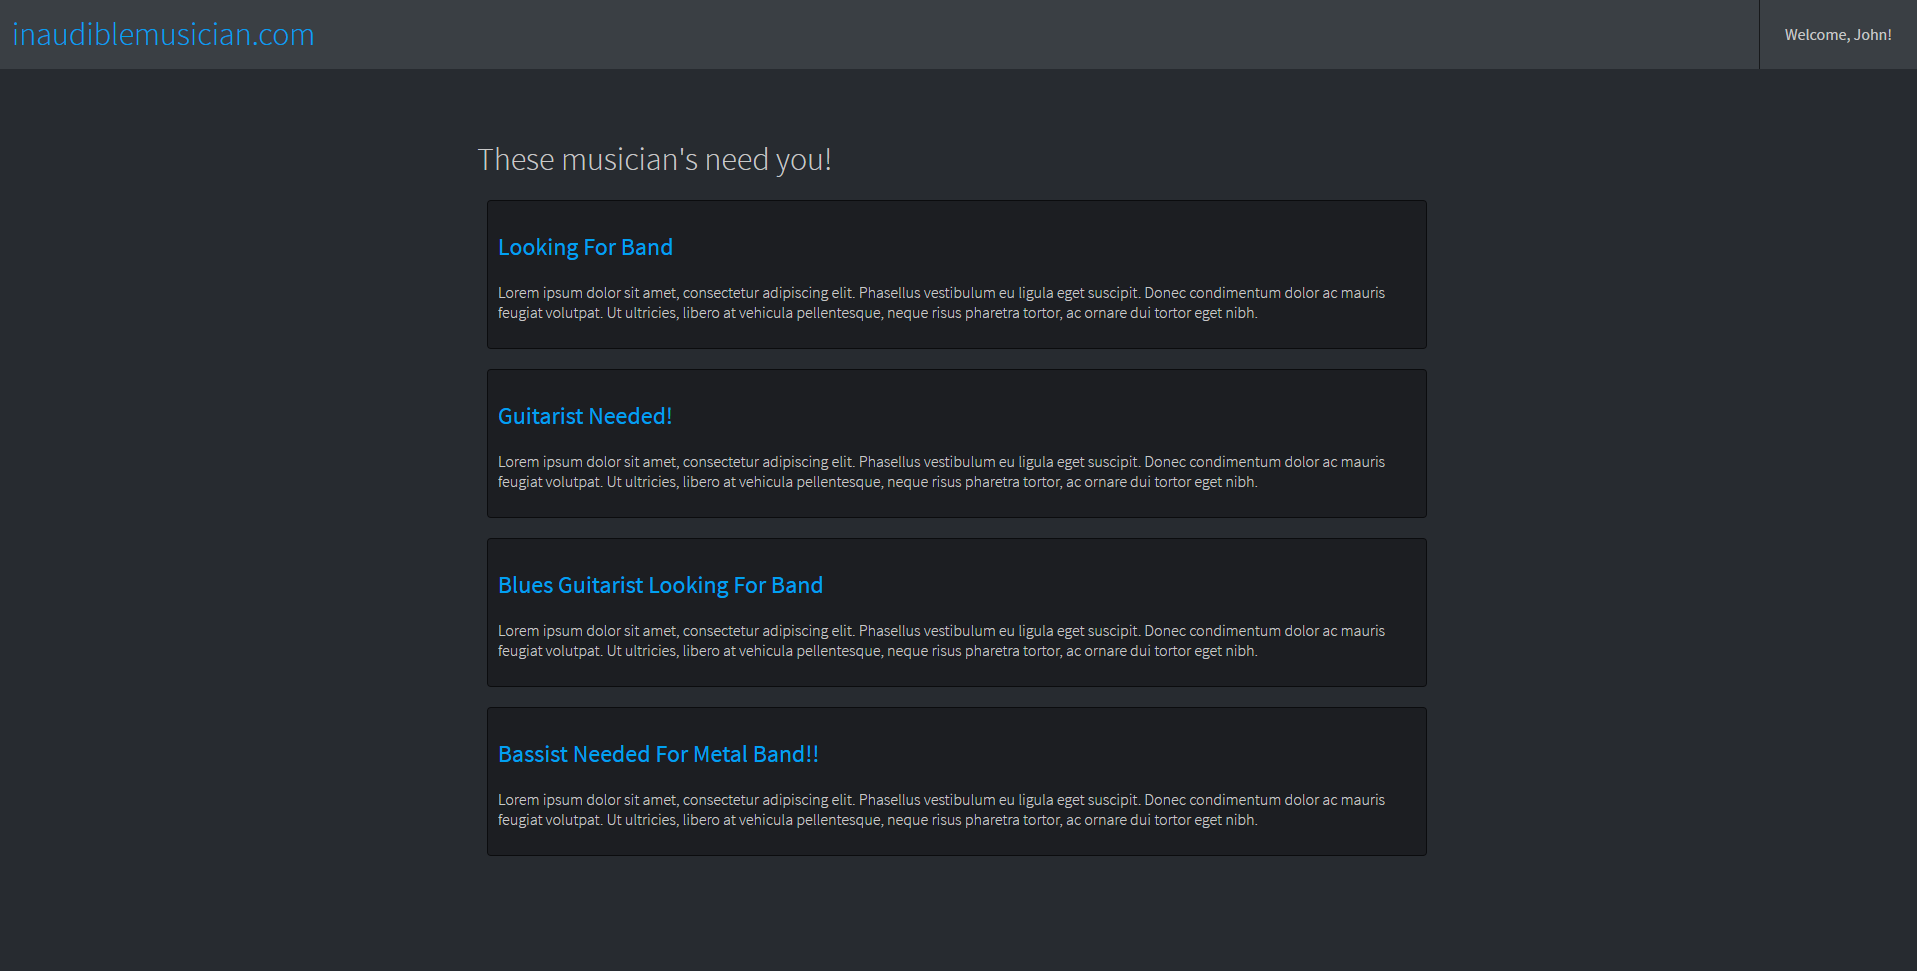 inaudiblemusician.com
Welcome, John!
These musician's need you!
Looking For Band
Lorem ipsum dolor sit amet, consectetur adipiscing elit. Phasellus vestibulum eu ligula eget suscipit. Donec condimentum dolor ac mauris
feugiat volutpat. Ut ultricies, libero at vehicula pellentesque, neque risus pharetra tortor, ac ornare dui tortor eget nibh.
Guitarist Needed!
Lorem ipsum dolor sit amet, consectetur adipiscing elit. Phasellus vestibulum eu ligula eget suscipit. Donec condimentum dolor ac mauris
feugiat volutpat. Ut ultricies, libero at vehicula pellentesque, neque risus pharetra tortor, ac ornare dui tortor eget nibh.
Blues Guitarist Looking For Band
Lorem ipsum dolor sit amet, consectetur adipiscing elit. Phasellus vestibulum eu ligula eget suscipit. Donec condimentum dolor ac mauris
feugiat volutpat. Ut ultricies, libero at vehicula pellentesque, neque risus pharetra tortor, ac ornare dui tortor eget nibh.
Bassist Needed For Metal Band!!
Lorem ipsum dolor sit amet, consectetur adipiscing elit. Phasellus vestibulum eu ligula eget suscipit. Donec condimentum dolor ac mauris
feugiat volutpat. Ut ultricies, libero at vehicula pellentesque, neque risus pharetra tortor, ac ornare dui tortor eget nibh.